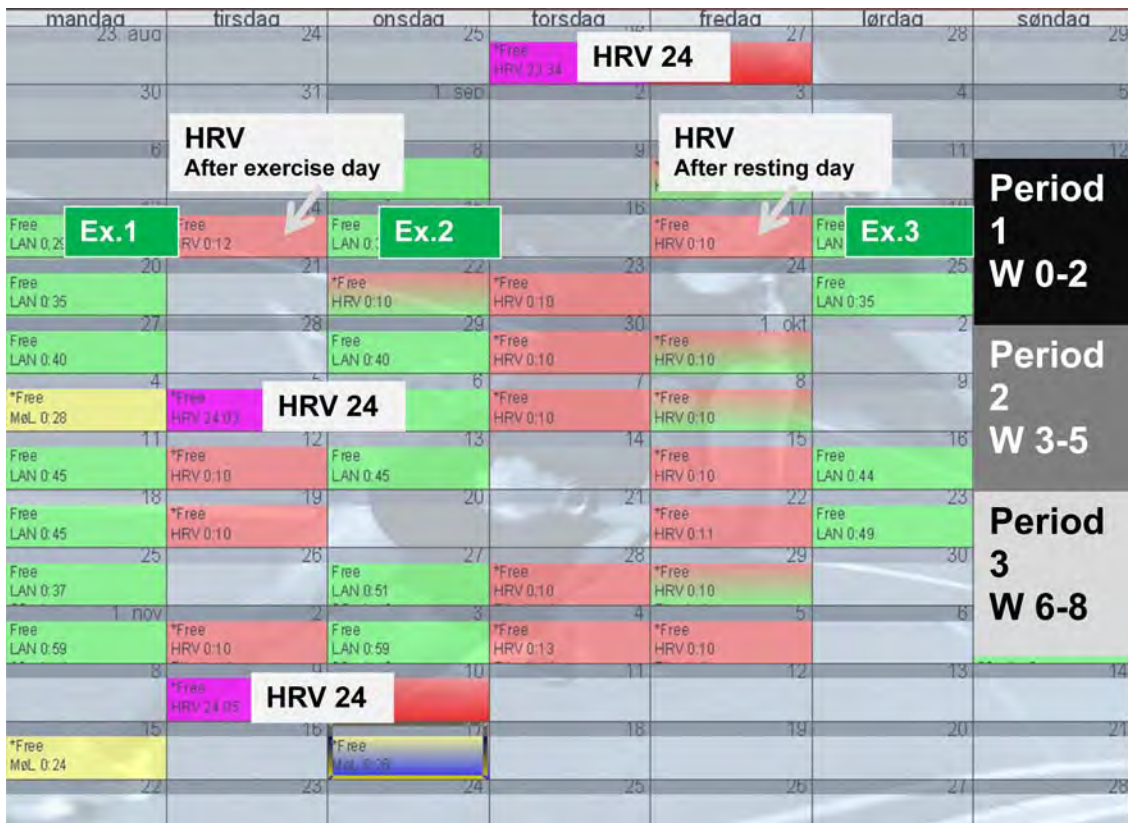 mandag tirsdag onsdag torsdag fredag lørdag søndag
23. aug 24 25 26 27 28 29
*Free
HRV 23:34
HRV 24
30 31 1. sep 2 3 4 5
6 8 9 11 12
HRV
After exercise day
HRV
After resting day
Period
1
W 0-2
16 17
Free Free Free *Free Free
LAN 0:29 HRV 0:12 LAN HRV 0:10 LAN
Ex.1 Ex.2 Ex.3
20 21 22 23 24 25
Free *Free *Free Free
LAN 0:35 HRV 0:10 HRV 0:10 LAN 0:35
27 28 29 30 1. okt 2
Free Free *Free *Free
LAN 0:40 LAN 0:40 HRV 0:10 HRV 0:10
Period
2
W 3-5
4 5 6 7 8 9
*Free *Free *Free *Free
MøL 0:28 HRV 24:03 HRV 0:10 HRV 0:10
HRV 24
11 12 13 15 16
Free *Free Free *Free Free
LAN 0:45 HRV 0:10 LAN 0:45 HRV 0:10 LAN 0:44
18 19 20 21 22 23
Free *Free *Free Free
LAN 0:45 HRV 0:10 HRV 0:11 LAN 0:49
Period
3
W 6-8
25 26 27 28 29 30
Free Free *Free *Free
LAN 0:37 LAN 0:51 HRV 0:10 HRV 0:10
1. nov 2 3 4 5 6
Free *Free Free *Free *Free
LAN 0:59 HRV 0:10 LAN 0:59 HRV 0:13 HRV 0:10
8 9 10 11 12 13 14
*Free
HRV 24:05
HRV 24
15 16 17 18 19 20 21
*Free *Free
MøL 0:24 MøL
22 23 24 25 26 27 28